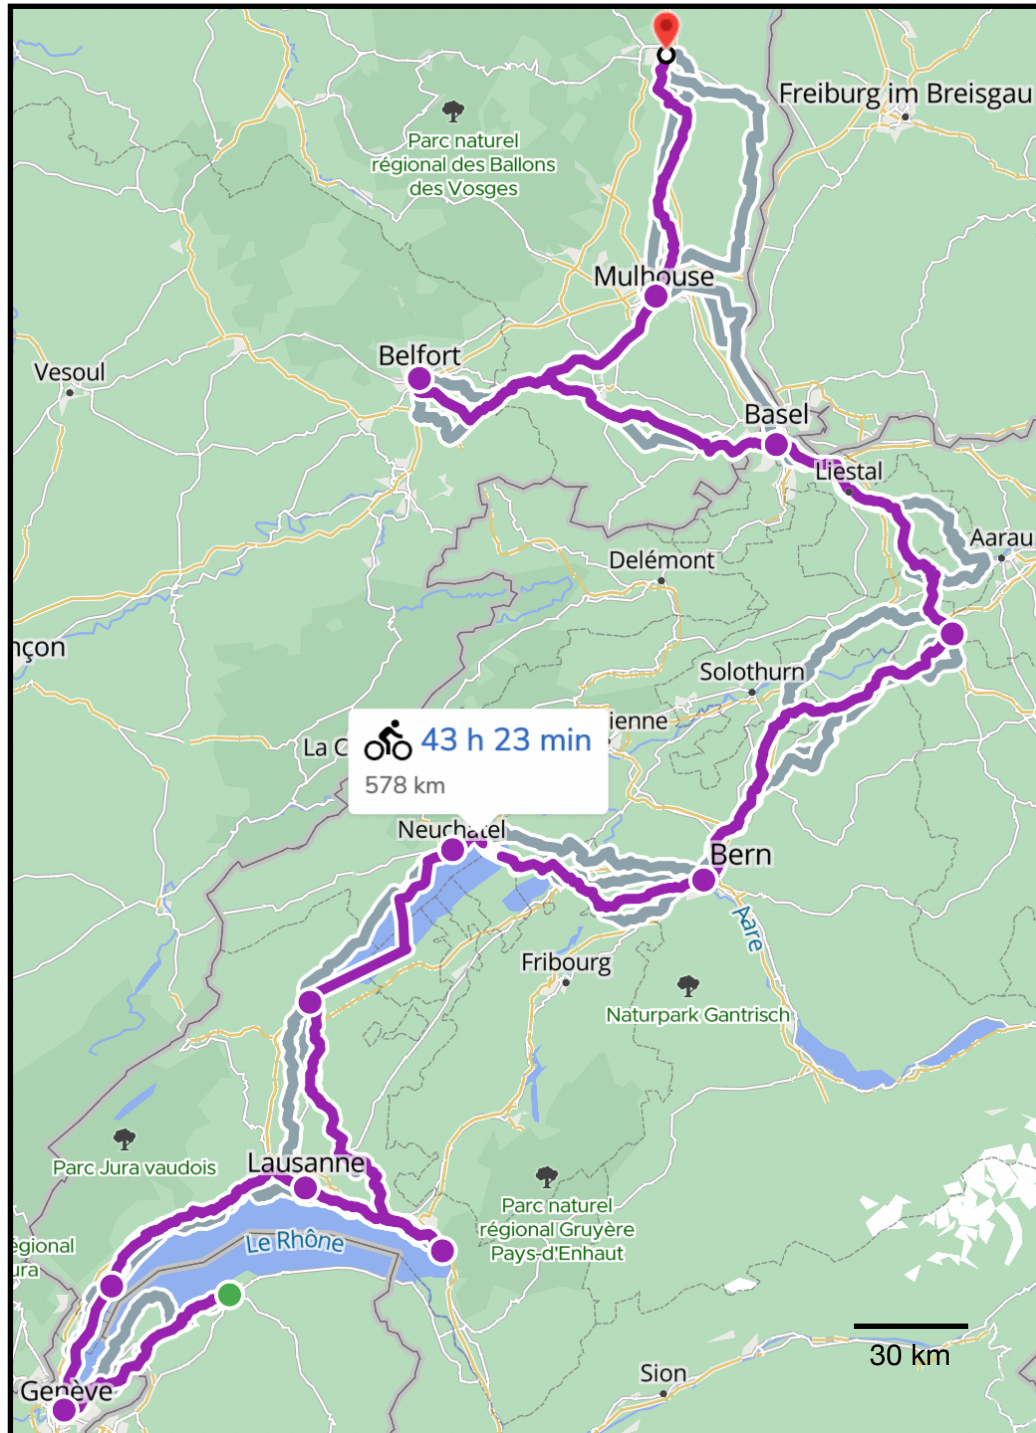 Freiburg im Breisgau
Parc naturel
régional des Ballons
des Vosges
Mulhouse
Belfort
Vesoul
Basel
Liestal
Aarau
Delémont
nçon
Solothurn
ienne
La C
43 h 23 min
578 km
Neuchâtel
Bern
Aare
Fribourg
Naturpark Gantrisch
Parc Jura vaudois
Lausanne
Parc naturel
régional Gruyère
Pays-d'Enhaut
égional
ura
Le Rhône
30 km
Sion
Genève